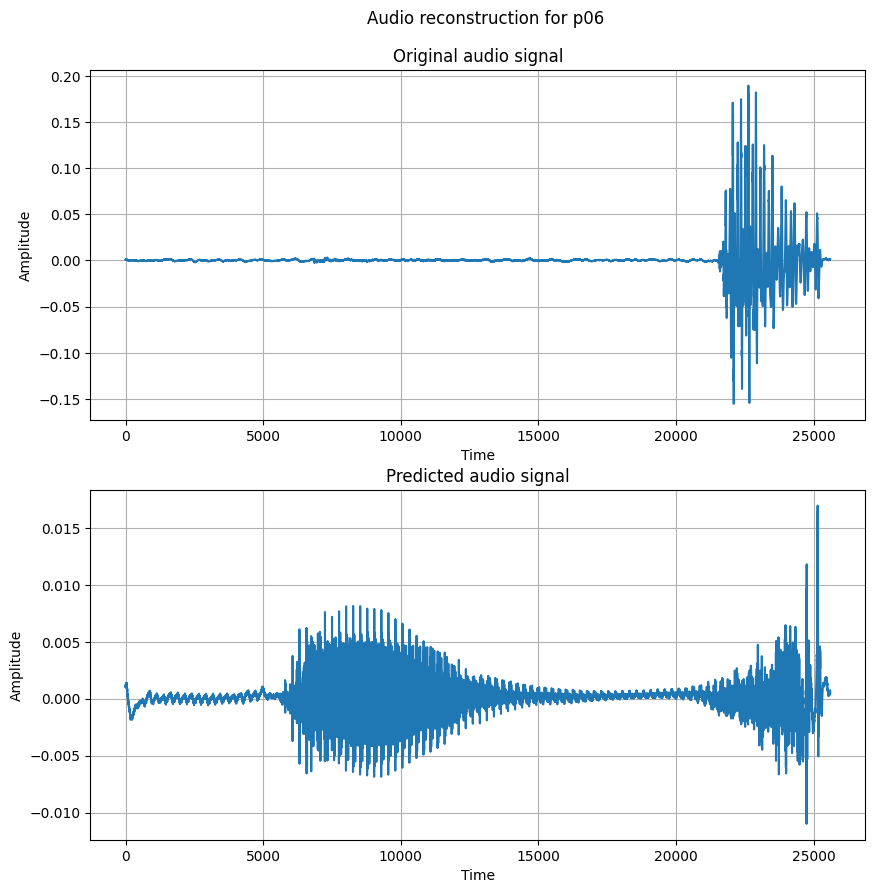 Audio reconstruction for p06
Original audio signal
0.20
0.15
0.10
0.05
0.00
−0.05
−0.10
−0.15
Amplitude
0 5000 10000 15000 20000 25000
Time
Predicted audio signal
0.015
0.010
0.005
0.000
−0.005
−0.010
Amplitude
0 5000 10000 15000 20000 25000
Time